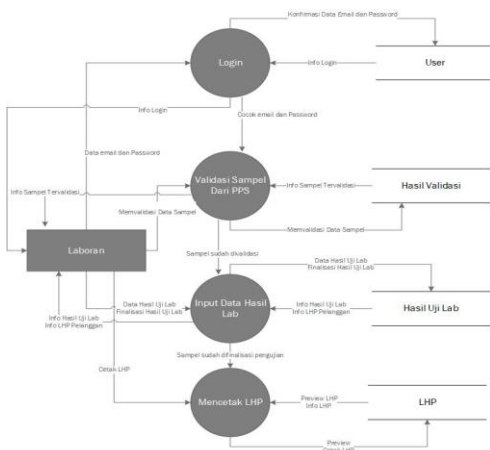 Konfirmasi Data Email dan Password
Login
Info Login
User
Info Login
Cocok email dan Password
Data email dan Password
Info Sampel Tervalidasi
Validasi Sampel
Dari PPS
Info Sampel Tervalidasi
Hasil Validasi
Memvalidasi Data Sampel
Memvalidasi Data Sampel
Laboran
Sampel sudah divalidasi
Data Hasil Uji Lab
Finalisasi Hasil Uji Lab
Info Hasil Uji Lab
Info LHP Pelanggan
Data Hasil Uji Lab
Finalisasi Hasil Uji Lab
Input Data Hasil
Lab
Info Hasil Uji Lab
Info LHP Pelanggan
Hasil Uji Lab
Sampel sudah difinalisasi pengujian
Cetak LHP
Mencetak LHP
Preview LHP
Info LHP
LHP
Preview
Cetak LHP